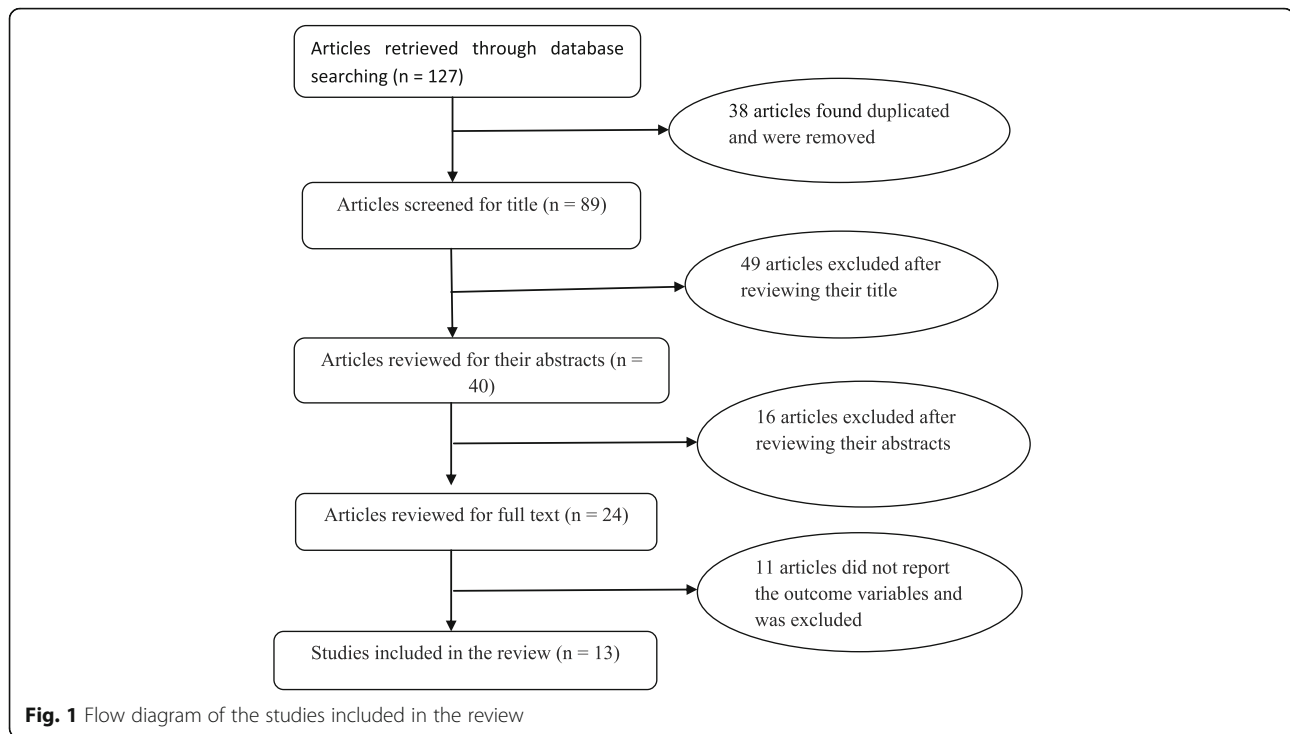 Articles retrieved through database
searching (n = 127)
38 articles found duplicated
and were removed
Articles screened for title (n = 89)
49 articles excluded after
reviewing their title
Articles reviewed for their abstracts (n =
40)
16 articles excluded after
reviewing their abstracts
Articles reviewed for full text (n = 24)
11 articles did not report
the outcome variables and
was excluded
Studies included in the review (n = 13)
Fig. 1 Flow diagram of the studies included in the review